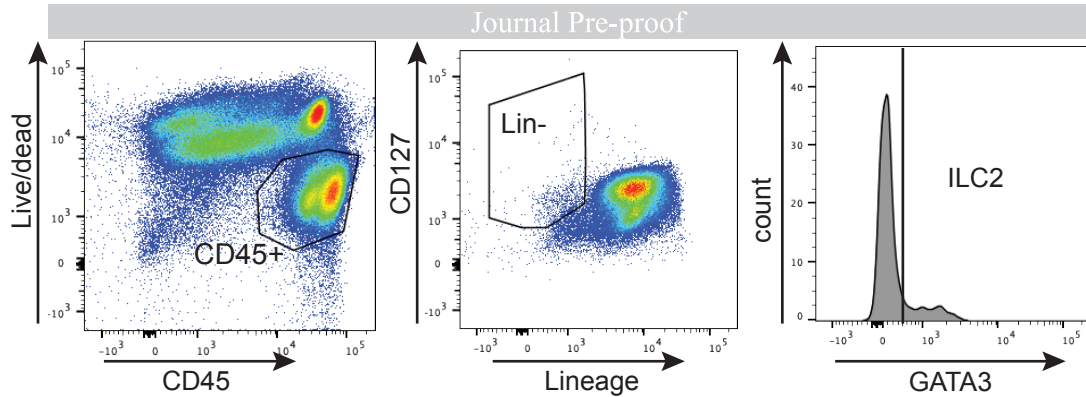 Journal Pre-proof
Live/dead
10^5
10^4
10^3
0
-10^3
CD45+
-10^3 0 10^3 10^4 10^5
CD45
CD127
10^5
10^4
10^3
0
-10^3
Lin-
-10^3 0 10^3 10^4 10^5
Lineage
count
40
30
20
10
0
ILC2
-10^3 0 10^3 10^4 10^5
GATA3